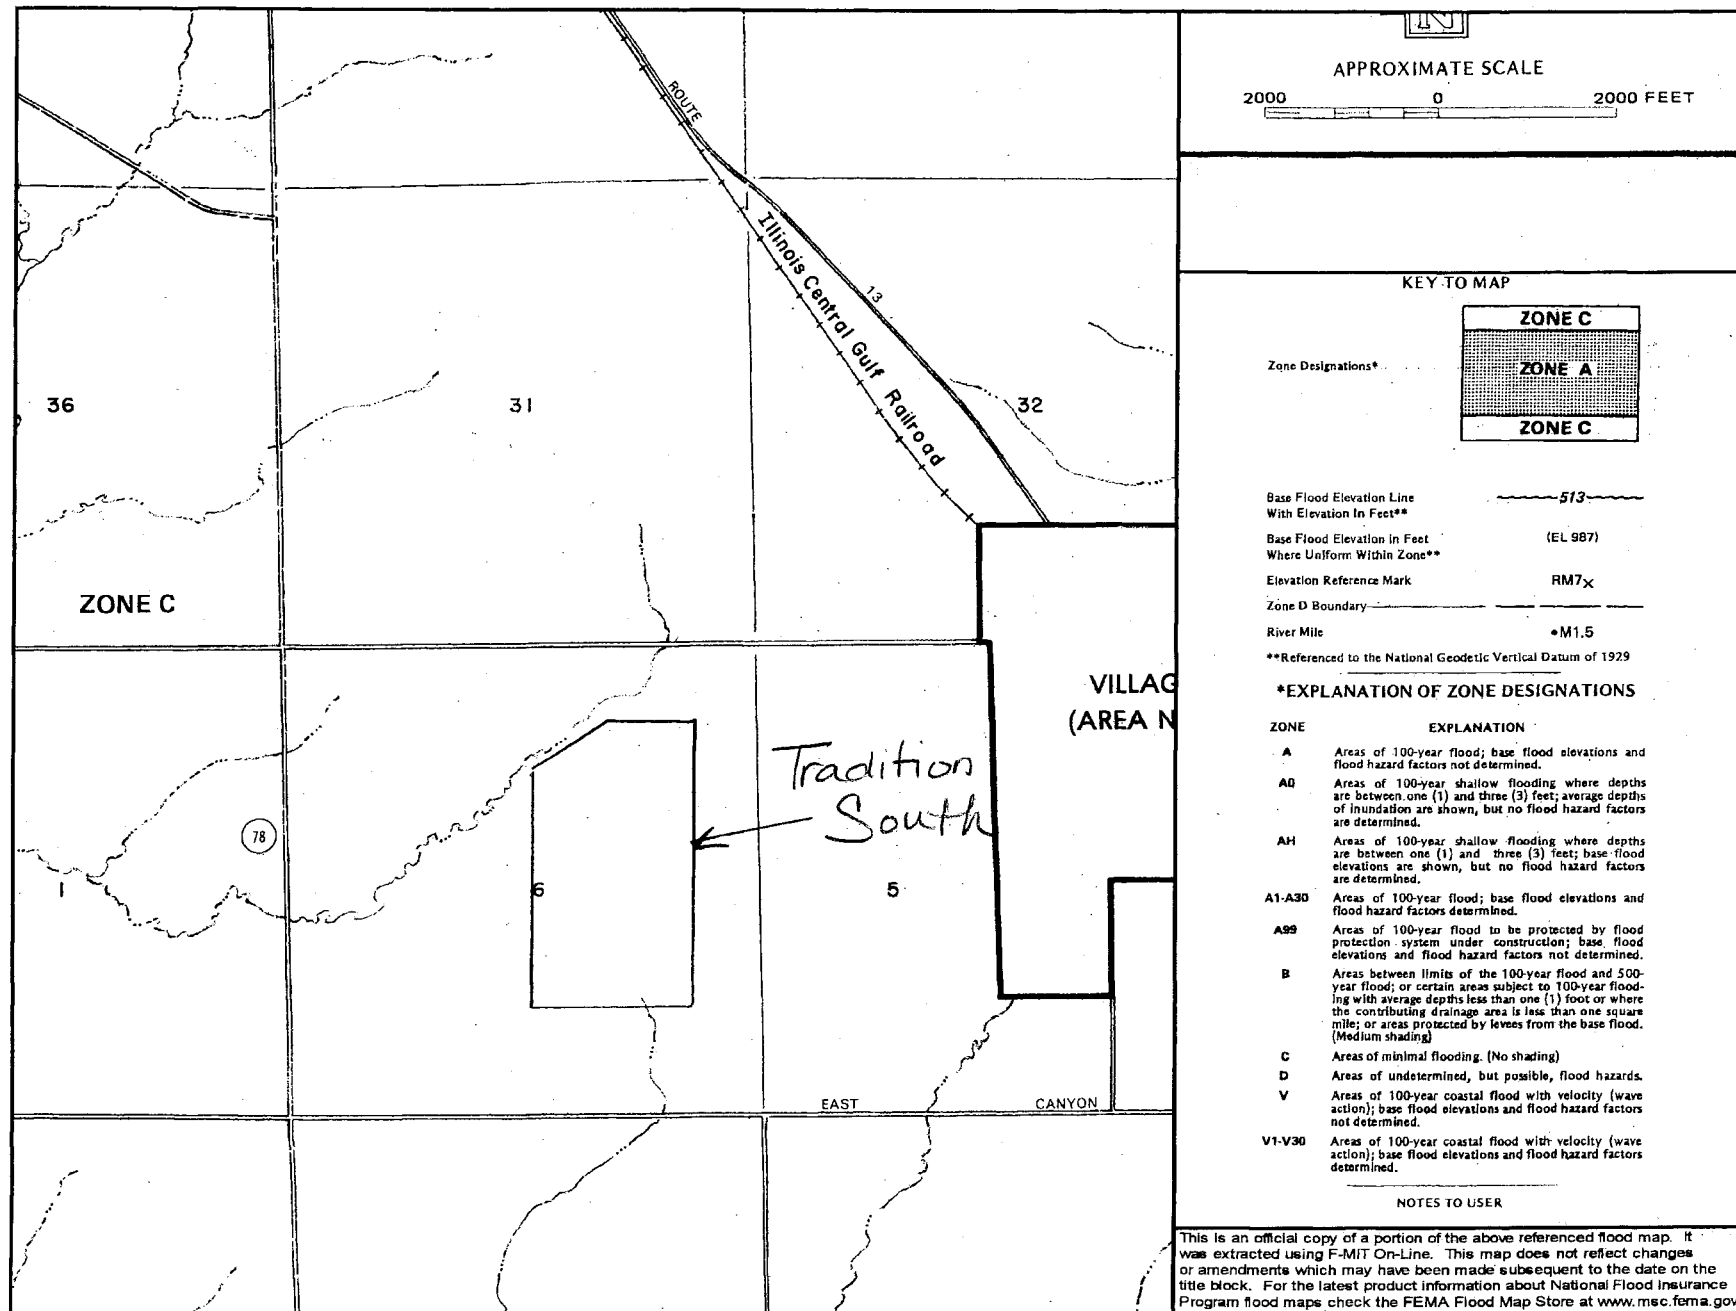 N
APPROXIMATE SCALE
2000 0 2000 FEET
ROUTE
13
Illinois Central Gulf Railroad
36
31
32
ZONE C
VILLAG
(AREA N
Tradition
South
78
1
6
5
EAST CANYON
KEY TO MAP
Zone Designations*
ZONE C
ZONE A
ZONE C
Base Flood Elevation Line
With Elevation In Feet**
513
Base Flood Elevation in Feet
Where Uniform Within Zone**
(EL 987)
Elevation Reference Mark
RM7x
Zone D Boundary
River Mile
•M1.5
**Referenced to the National Geodetic Vertical Datum of 1929
*EXPLANATION OF ZONE DESIGNATIONS
ZONE EXPLANATION
A Areas of 100-year flood; base flood elevations and
flood hazard factors not determined.
A0 Areas of 100-year shallow flooding where depths
are between one (1) and three (3) feet; average depths
of inundation are shown, but no flood hazard factors
are determined.
AH Areas of 100-year shallow flooding where depths
are between one (1) and three (3) feet; base flood
elevations are shown, but no flood hazard factors
are determined.
A1-A30 Areas of 100-year flood; base flood elevations and
flood hazard factors determined.
A99 Areas of 100-year flood to be protected by flood
protection system under construction; base flood
elevations and flood hazard factors not determined.
B Areas between limits of the 100-year flood and 500-
year flood; or certain areas subject to 100-year flood-
ing with average depths less than one (1) foot or where
the contributing drainage area is less than one square
mile; or areas protected by levees from the base flood.
(Medium shading)
C Areas of minimal flooding. (No shading)
D Areas of undetermined, but possible, flood hazards.
V Areas of 100-year coastal flood with velocity (wave
action); base flood elevations and flood hazard factors
not determined.
V1-V30 Areas of 100-year coastal flood with velocity (wave
action); base flood elevations and flood hazard factors
determined.
NOTES TO USER
This is an official copy of a portion of the above referenced flood map. It
was extracted using F-MIT On-Line. This map does not reflect changes
or amendments which may have been made subsequent to the date on the
title block. For the latest product information about National Flood Insurance
Program flood maps check the FEMA Flood Map Store at www.msc.fema.gov